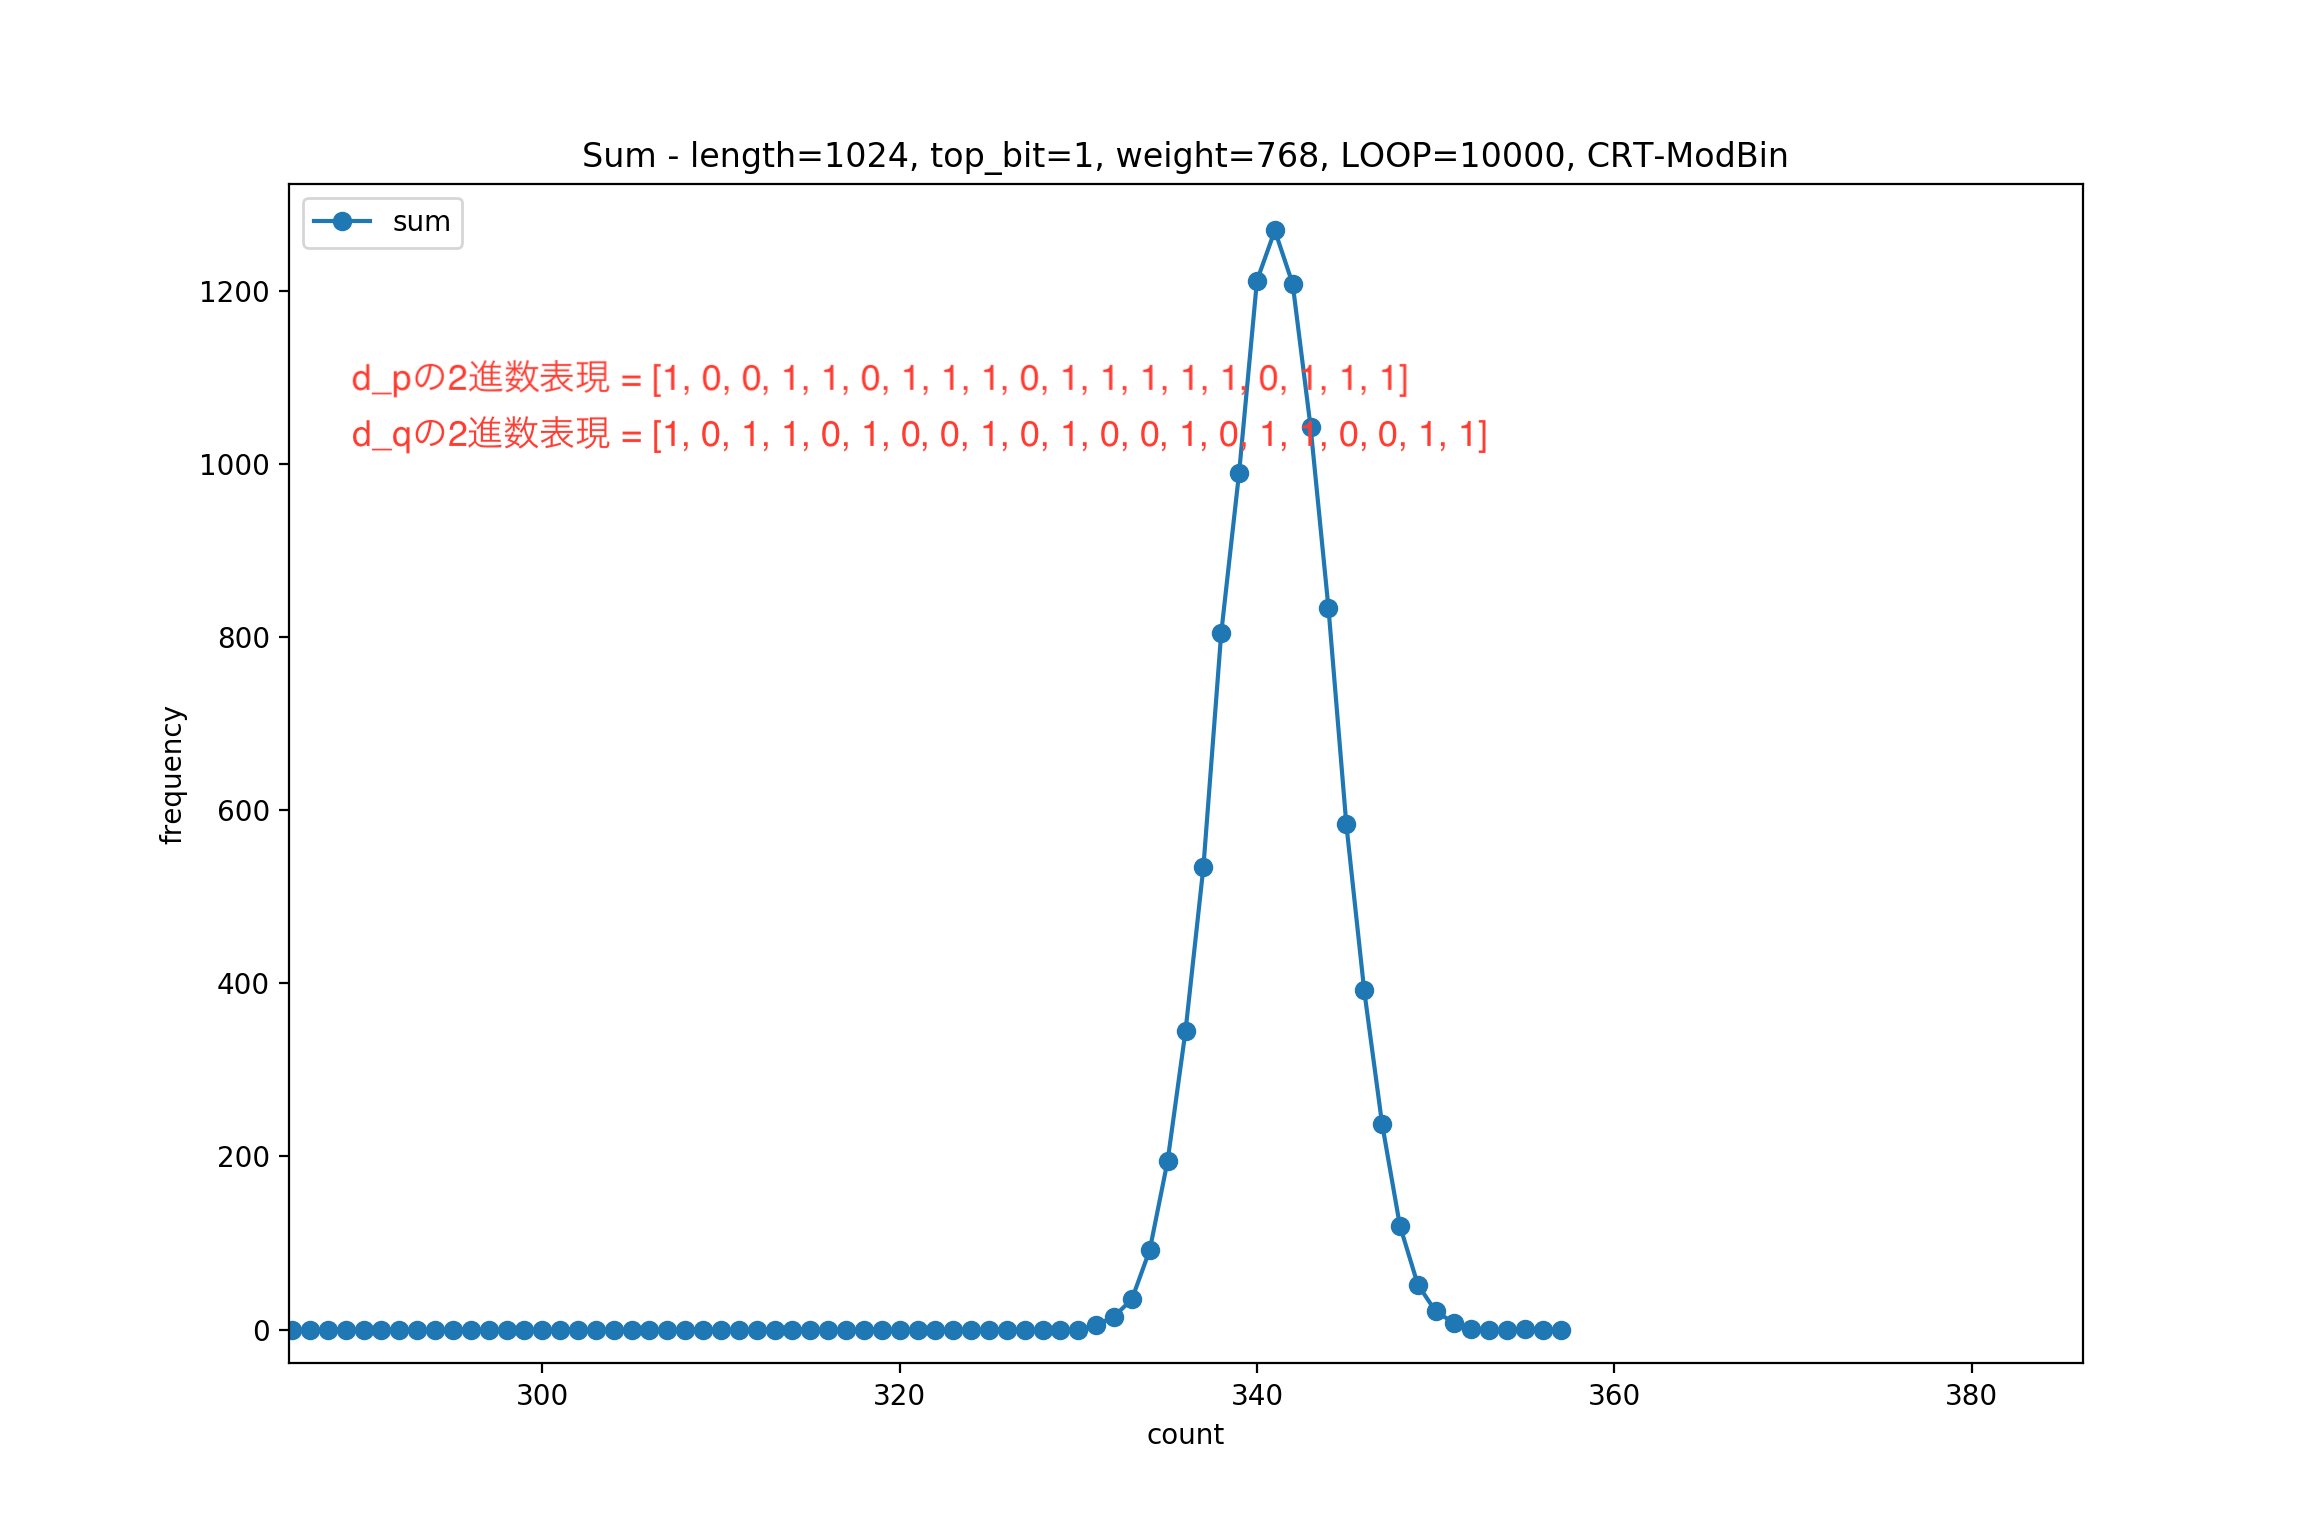 Sum - length=1024, top_bit=1, weight=768, LOOP=10000, CRT-ModBin
sum
d_pの2進数表現 = [1, 0, 0, 1, 1, 0, 1, 1, 1, 0, 1, 1, 1, 1, 1, 0, 1, 1, 1]
d_qの2進数表現 = [1, 0, 1, 1, 0, 1, 0, 0, 1, 0, 1, 0, 0, 1, 0, 1, 1, 0, 0, 1, 1]
1200
1000
800
600
400
200
0
frequency
300 320 340 360 380
count